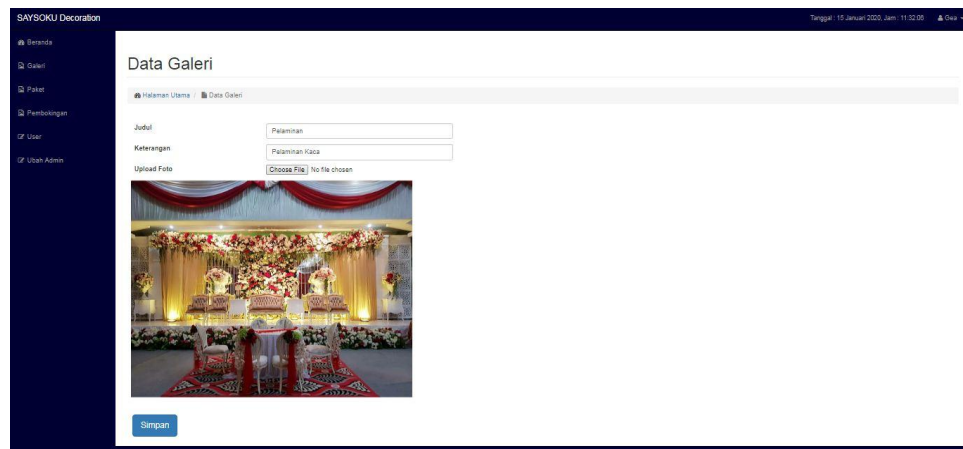 SAYSOKU Decoration
Tanggal : 15 Januari 2020, Jam : 11:32:06 Gea
Beranda
Galeri
Paket
Pembokingan
User
Ubah Admin
Data Galeri
Halaman Utama / Data Galeri
Judul Pelaminan
Keterangan Pelaminan Kaca
Upload Foto Choose File No file chosen
Simpan